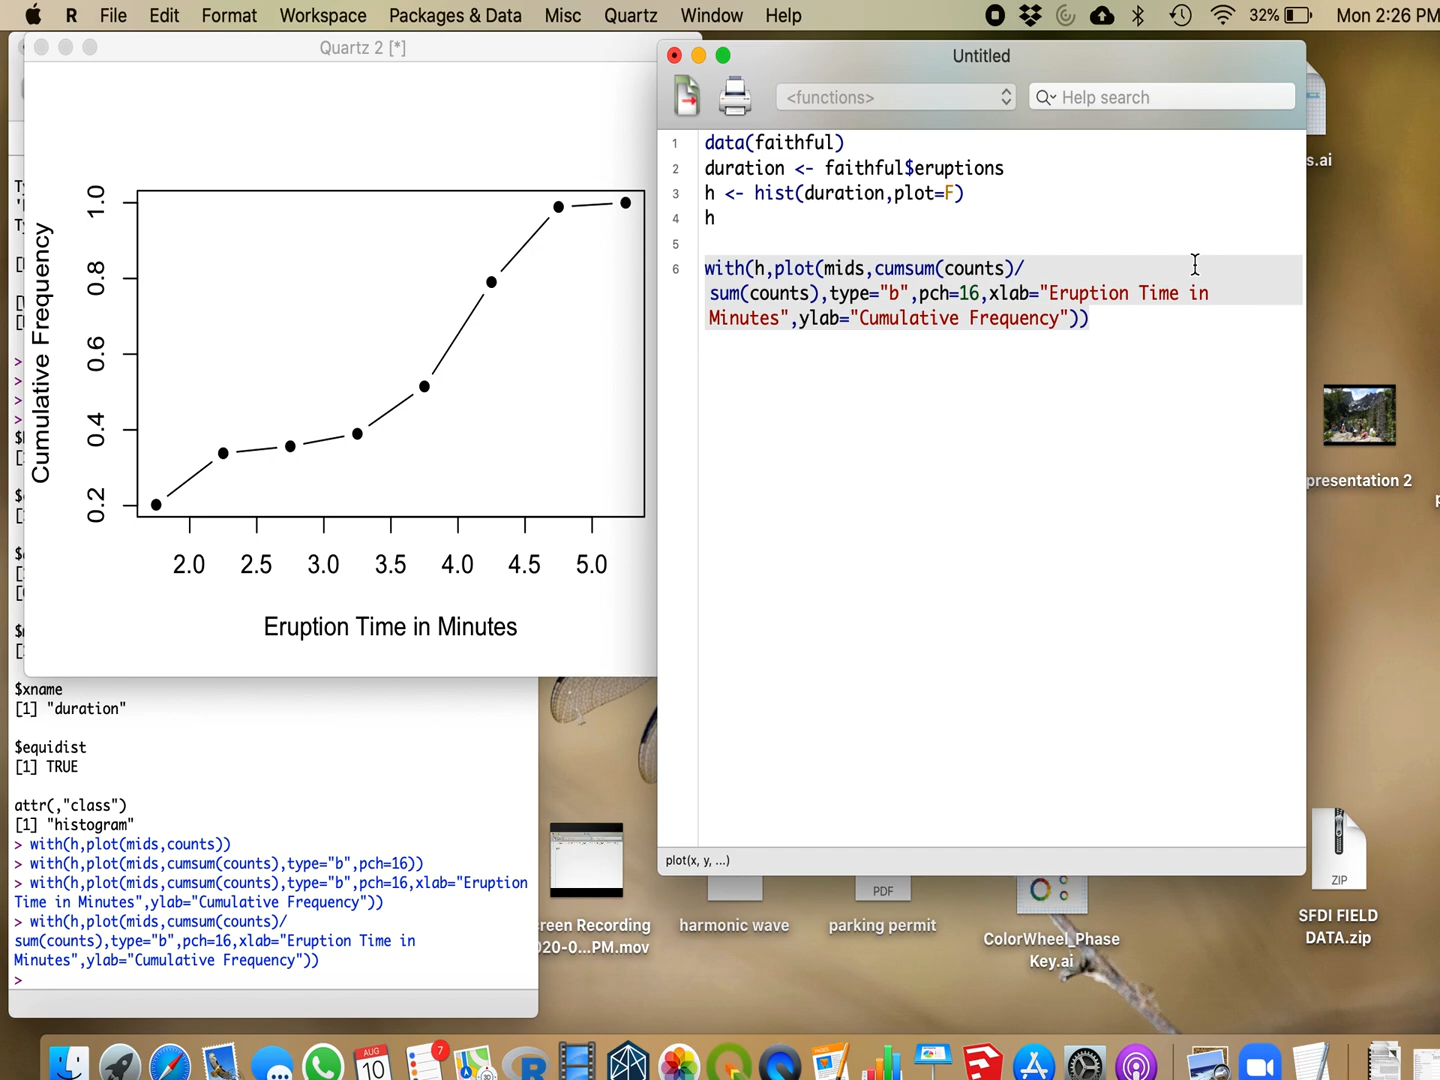 R File Edit Format Workspace Packages & Data Misc Quartz Window Help 32% Mon 2:26 PM
Quartz 2 [*]
Cumulative Frequency
1.0
0.8
0.6
0.4
0.2
2.0 2.5 3.0 3.5 4.0 4.5 5.0
Eruption Time in Minutes
Untitled
<functions> Help search
1 data(faithful)
2 duration <- faithful$eruptions
3 h <- hist(duration,plot=F)
4 h
5
6 with(h,plot(mids,cumsum(counts)/
sum(counts),type="b",pch=16,xlab="Eruption Time in
Minutes",ylab="Cumulative Frequency"))
plot(x, y, ...)
$xname
[1] "duration"
$equidist
[1] TRUE
attr(,"class")
[1] "histogram"
> with(h,plot(mids,counts))
> with(h,plot(mids,cumsum(counts),type="b",pch=16))
> with(h,plot(mids,cumsum(counts),type="b",pch=16,xlab="Eruption
Time in Minutes",ylab="Cumulative Frequency"))
> with(h,plot(mids,cumsum(counts)/
sum(counts),type="b",pch=16,xlab="Eruption Time in
Minutes",ylab="Cumulative Frequency"))
>
s.ai
presentation 2
creen Recording
020-0...PM.mov
harmonic wave
PDF
parking permit
ColorWheel_Phase
Key.ai
ZIP
SFDI FIELD
DATA.zip
AUG
10
7